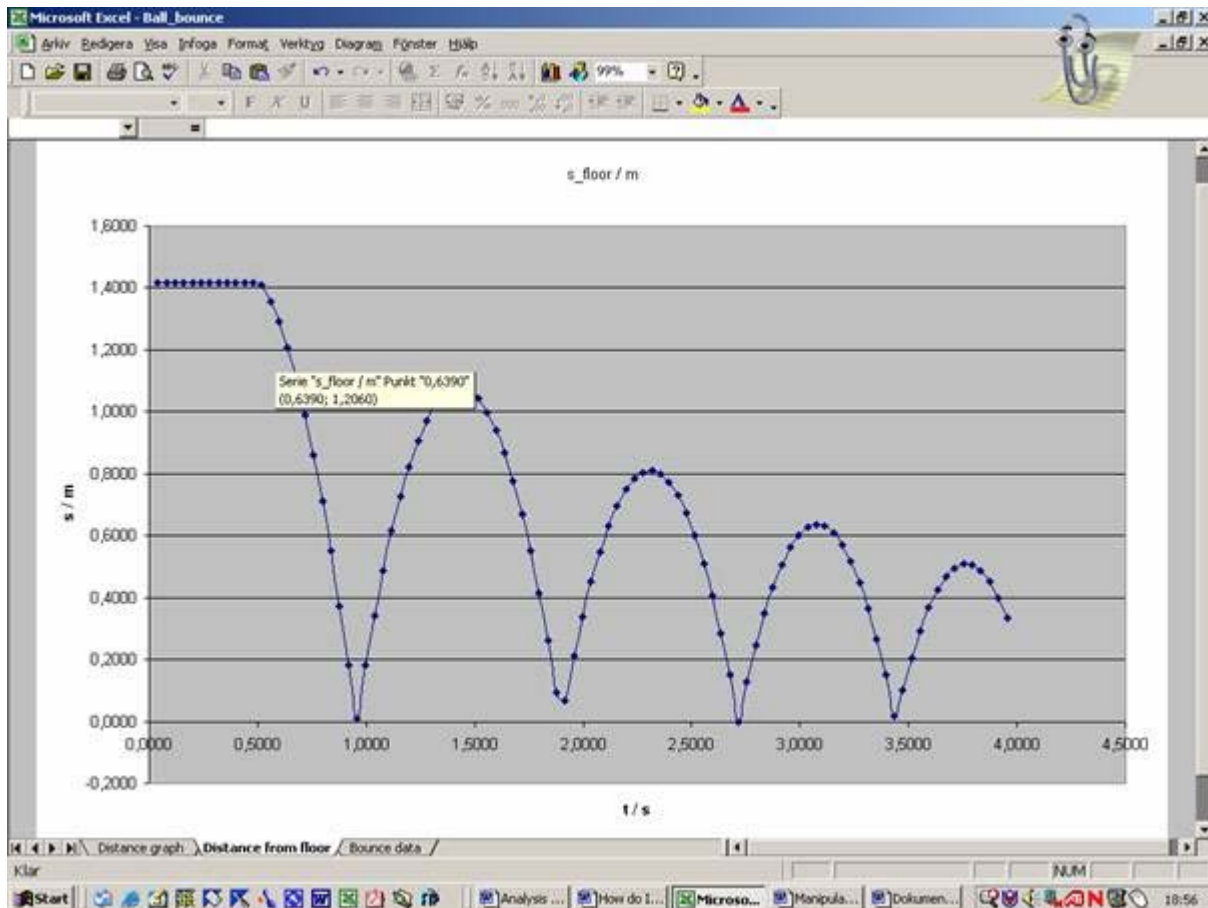 Microsoft Excel - Ball_bounce
Arkiv Redigera Visa Infoga Format Verktyg Diagram Fönster Hjälp
99%
F K U
=
s_floor / m
1,6000
1,4000
1,2000
Serie "s_floor / m" Punkt "0,6390"
(0,6390; 1,2060)
1,0000
0,8000
0,6000
0,4000
0,2000
0,0000
-0,2000
s / m
0,0000 0,5000 1,0000 1,5000 2,0000 2,5000 3,0000 3,5000 4,0000 4,5000
t / s
Distance graph Distance from floor Bounce data
Klar
NUM
Start Analysis ... How do I... Microso... Manipula... Dokumen... 18:56